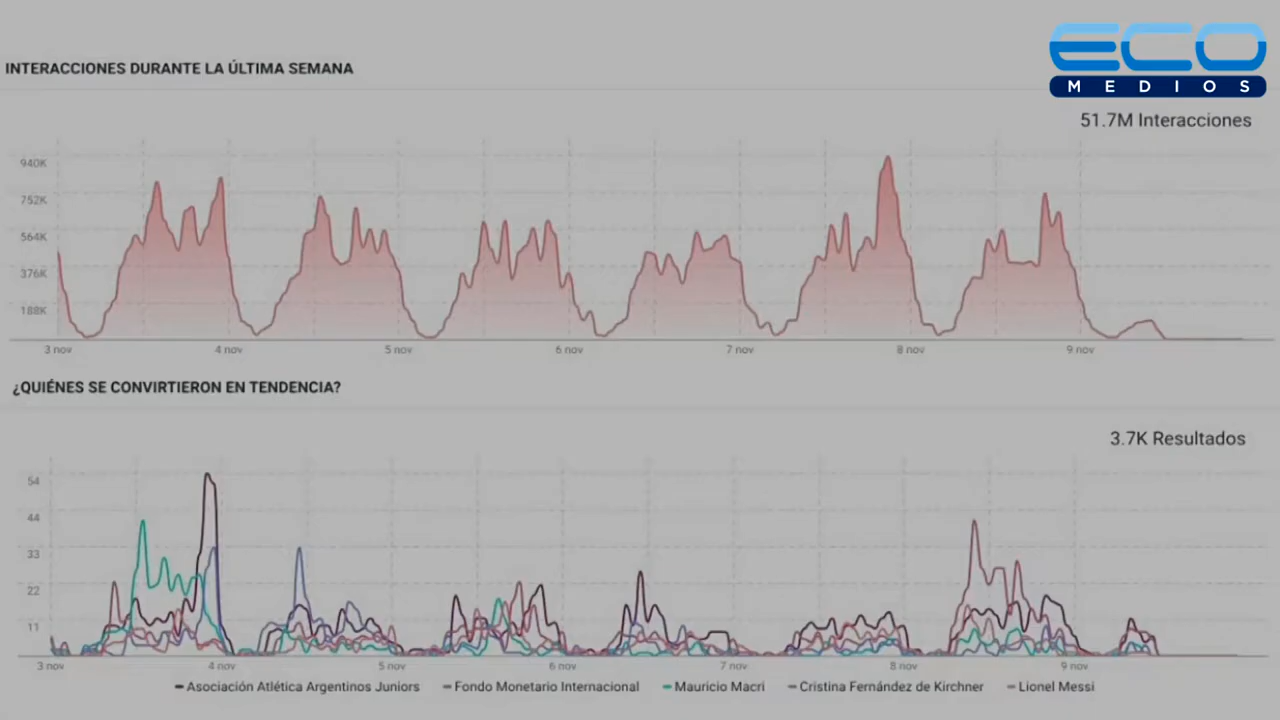 ECO
MEDIOS
INTERACCIONES DURANTE LA ÚLTIMA SEMANA
51.7M Interacciones
940K
752K
564K
376K
188K
3 nov 4 nov 5 nov 6 nov 7 nov 8 nov 9 nov
¿QUIÉNES SE CONVIRTIERON EN TENDENCIA?
3.7K Resultados
54
44
33
22
11
3 nov 4 nov 5 nov 6 nov 7 nov 8 nov 9 nov
Asociación Atlética Argentinos Juniors Fondo Monetario Internacional Mauricio Macri Cristina Fernández de Kirchner Lionel Messi